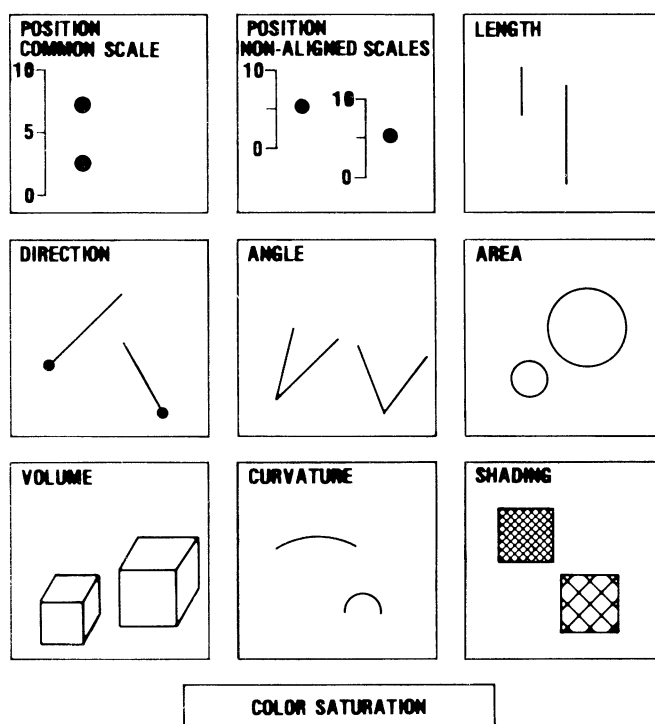 POSITION
COMMON SCALE
10
5
0
POSITION
NON-ALIGNED SCALES
10
0
10
0
LENGTH
DIRECTION
ANGLE
AREA
VOLUME
CURVATURE
SHADING
COLOR SATURATION